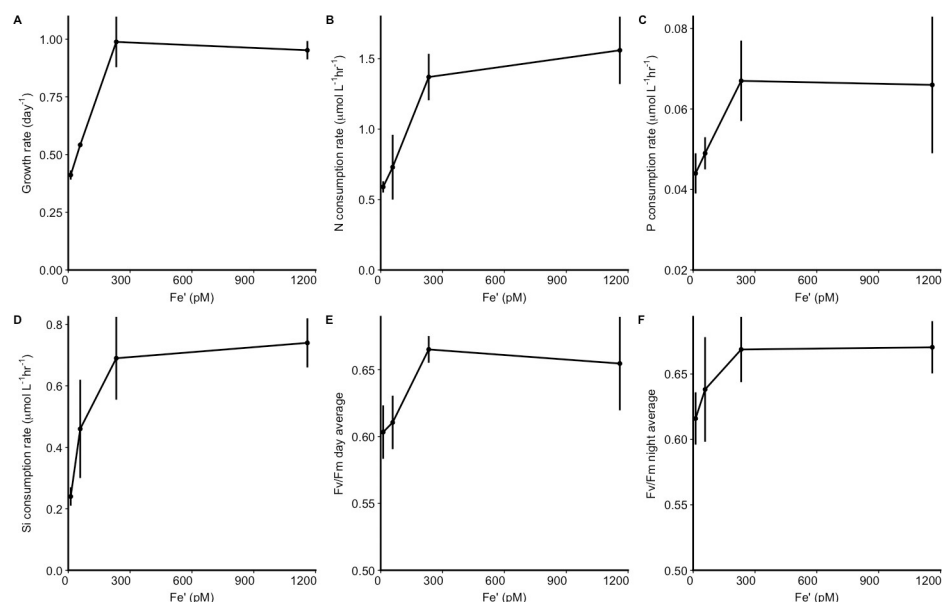 A
Growth rate (day⁻¹)
1.00
0.75
0.50
0.25
0.00
0 300 600 900 1200
Fe' (pM)
B
N consumption rate (μmol L⁻¹hr⁻¹)
1.5
1.0
0.5
0.0
0 300 600 900 1200
Fe' (pM)
C
P consumption rate (μmol L⁻¹hr⁻¹)
0.08
0.06
0.04
0.02
0 300 600 900 1200
Fe' (pM)
D
Si consumption rate (μmol L⁻¹hr⁻¹)
0.8
0.6
0.4
0.2
0.0
0 300 600 900 1200
Fe' (pM)
E
Fv/Fm day average
0.65
0.60
0.55
0.50
0 300 600 900 1200
Fe' (pM)
F
Fv/Fm night average
0.65
0.60
0.55
0.50
0 300 600 900 1200
Fe' (pM)